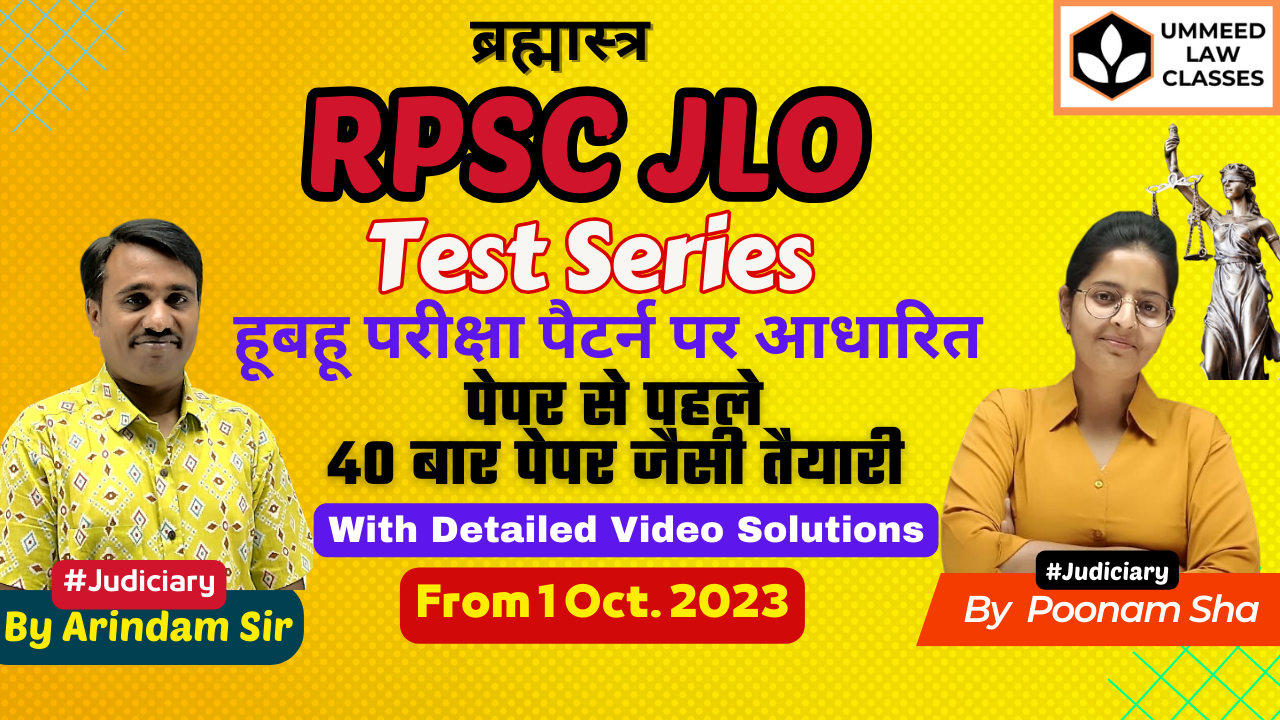 ब्रह्मास्त्र
UMMEED
LAW
CLASSES
RPSC JLO
Test Series
हूबहू परीक्षा पैटर्न पर आधारित
पेपर से पहले
40 बार पेपर जैसी तैयारी
With Detailed Video Solutions
From 1 Oct. 2023
#Judiciary
By Arindam Sir
#Judiciary
By Poonam Sha